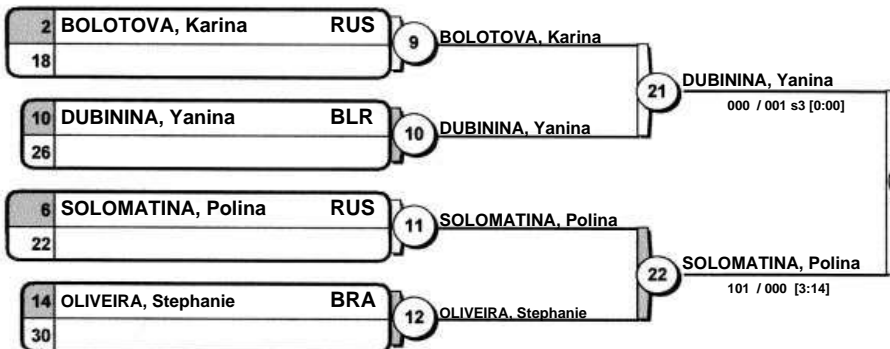 2 BOLOTOVA, Karina RUS
18
9 BOLOTOVA, Karina
10 DUBININA, Yanina BLR
26
10 DUBININA, Yanina
21 DUBININA, Yanina
000 / 001 s3 [0:00]
6 SOLOMATINA, Polina RUS
22
11 SOLOMATINA, Polina
14 OLIVEIRA, Stephanie BRA
30
12 OLIVEIRA, Stephanie
22 SOLOMATINA, Polina
101 / 000 [3:14]